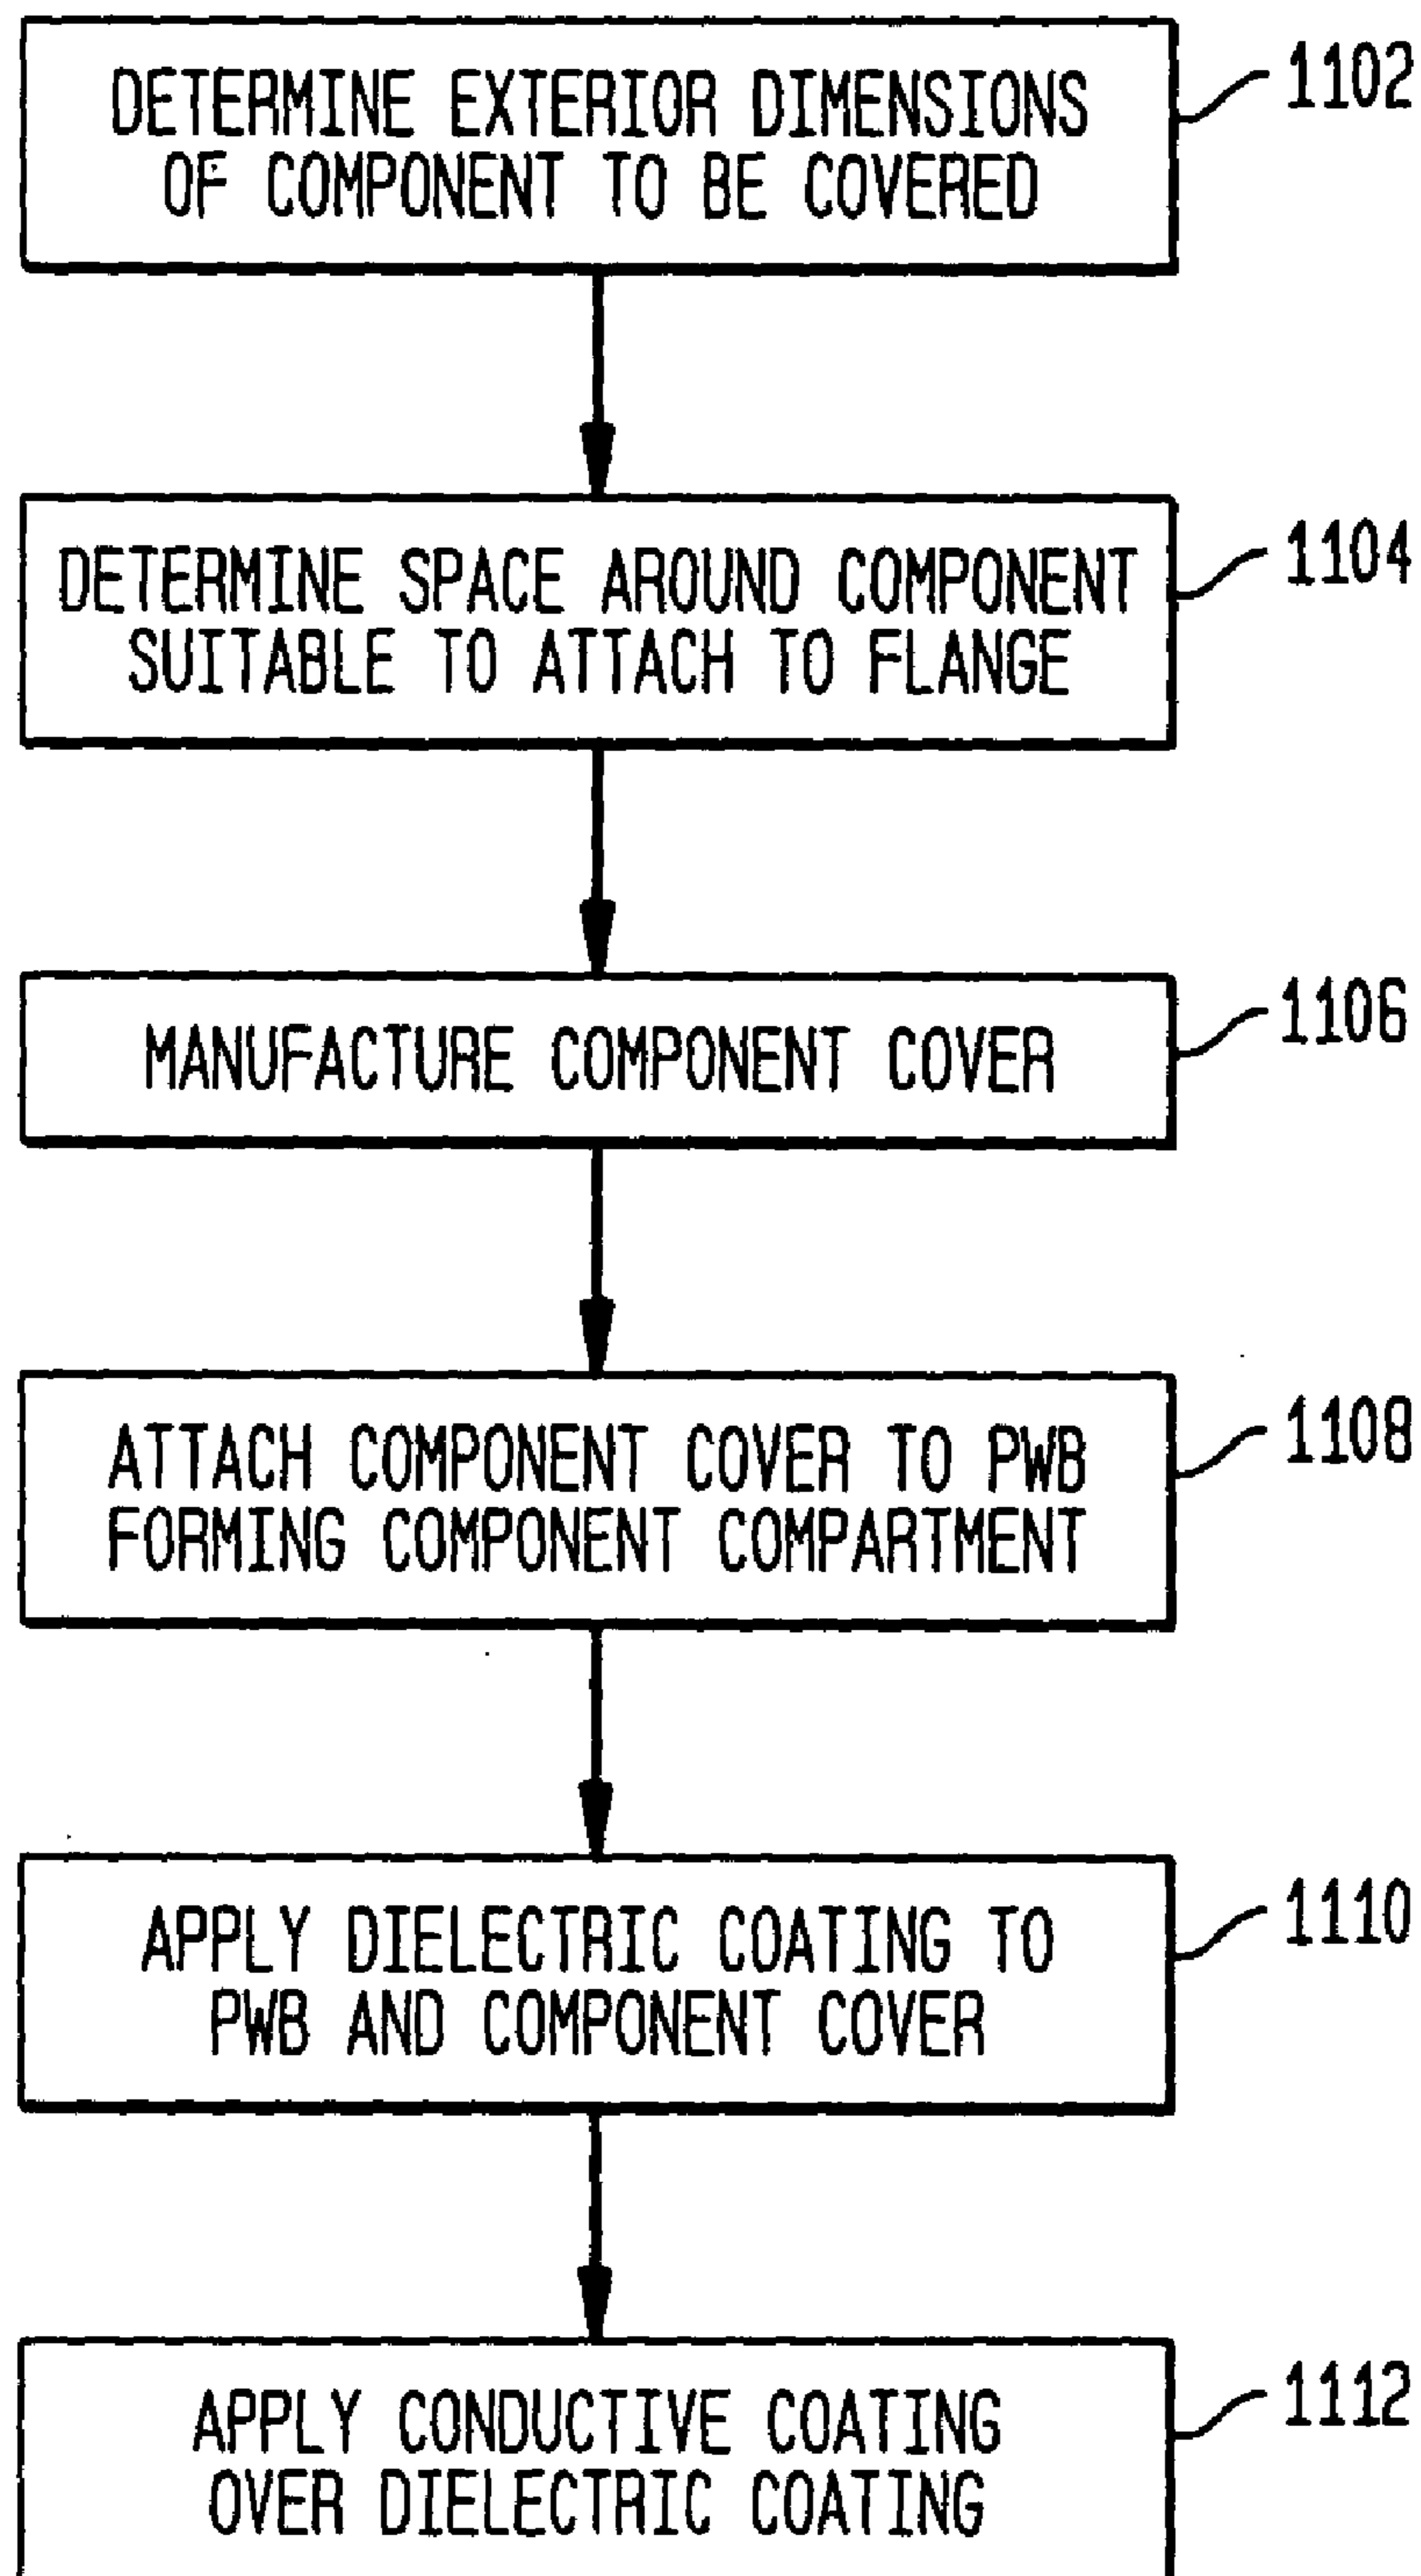 DETERMINE EXTERIOR DIMENSIONS
OF COMPONENT TO BE COVERED
1102
DETERMINE SPACE AROUND COMPONENT
SUITABLE TO ATTACH TO FLANGE
1104
MANUFACTURE COMPONENT COVER
1106
ATTACH COMPONENT COVER TO PWB
FORMING COMPONENT COMPARTMENT
1108
APPLY DIELECTRIC COATING TO
PWB AND COMPONENT COVER
1110
APPLY CONDUCTIVE COATING
OVER DIELECTRIC COATING
1112